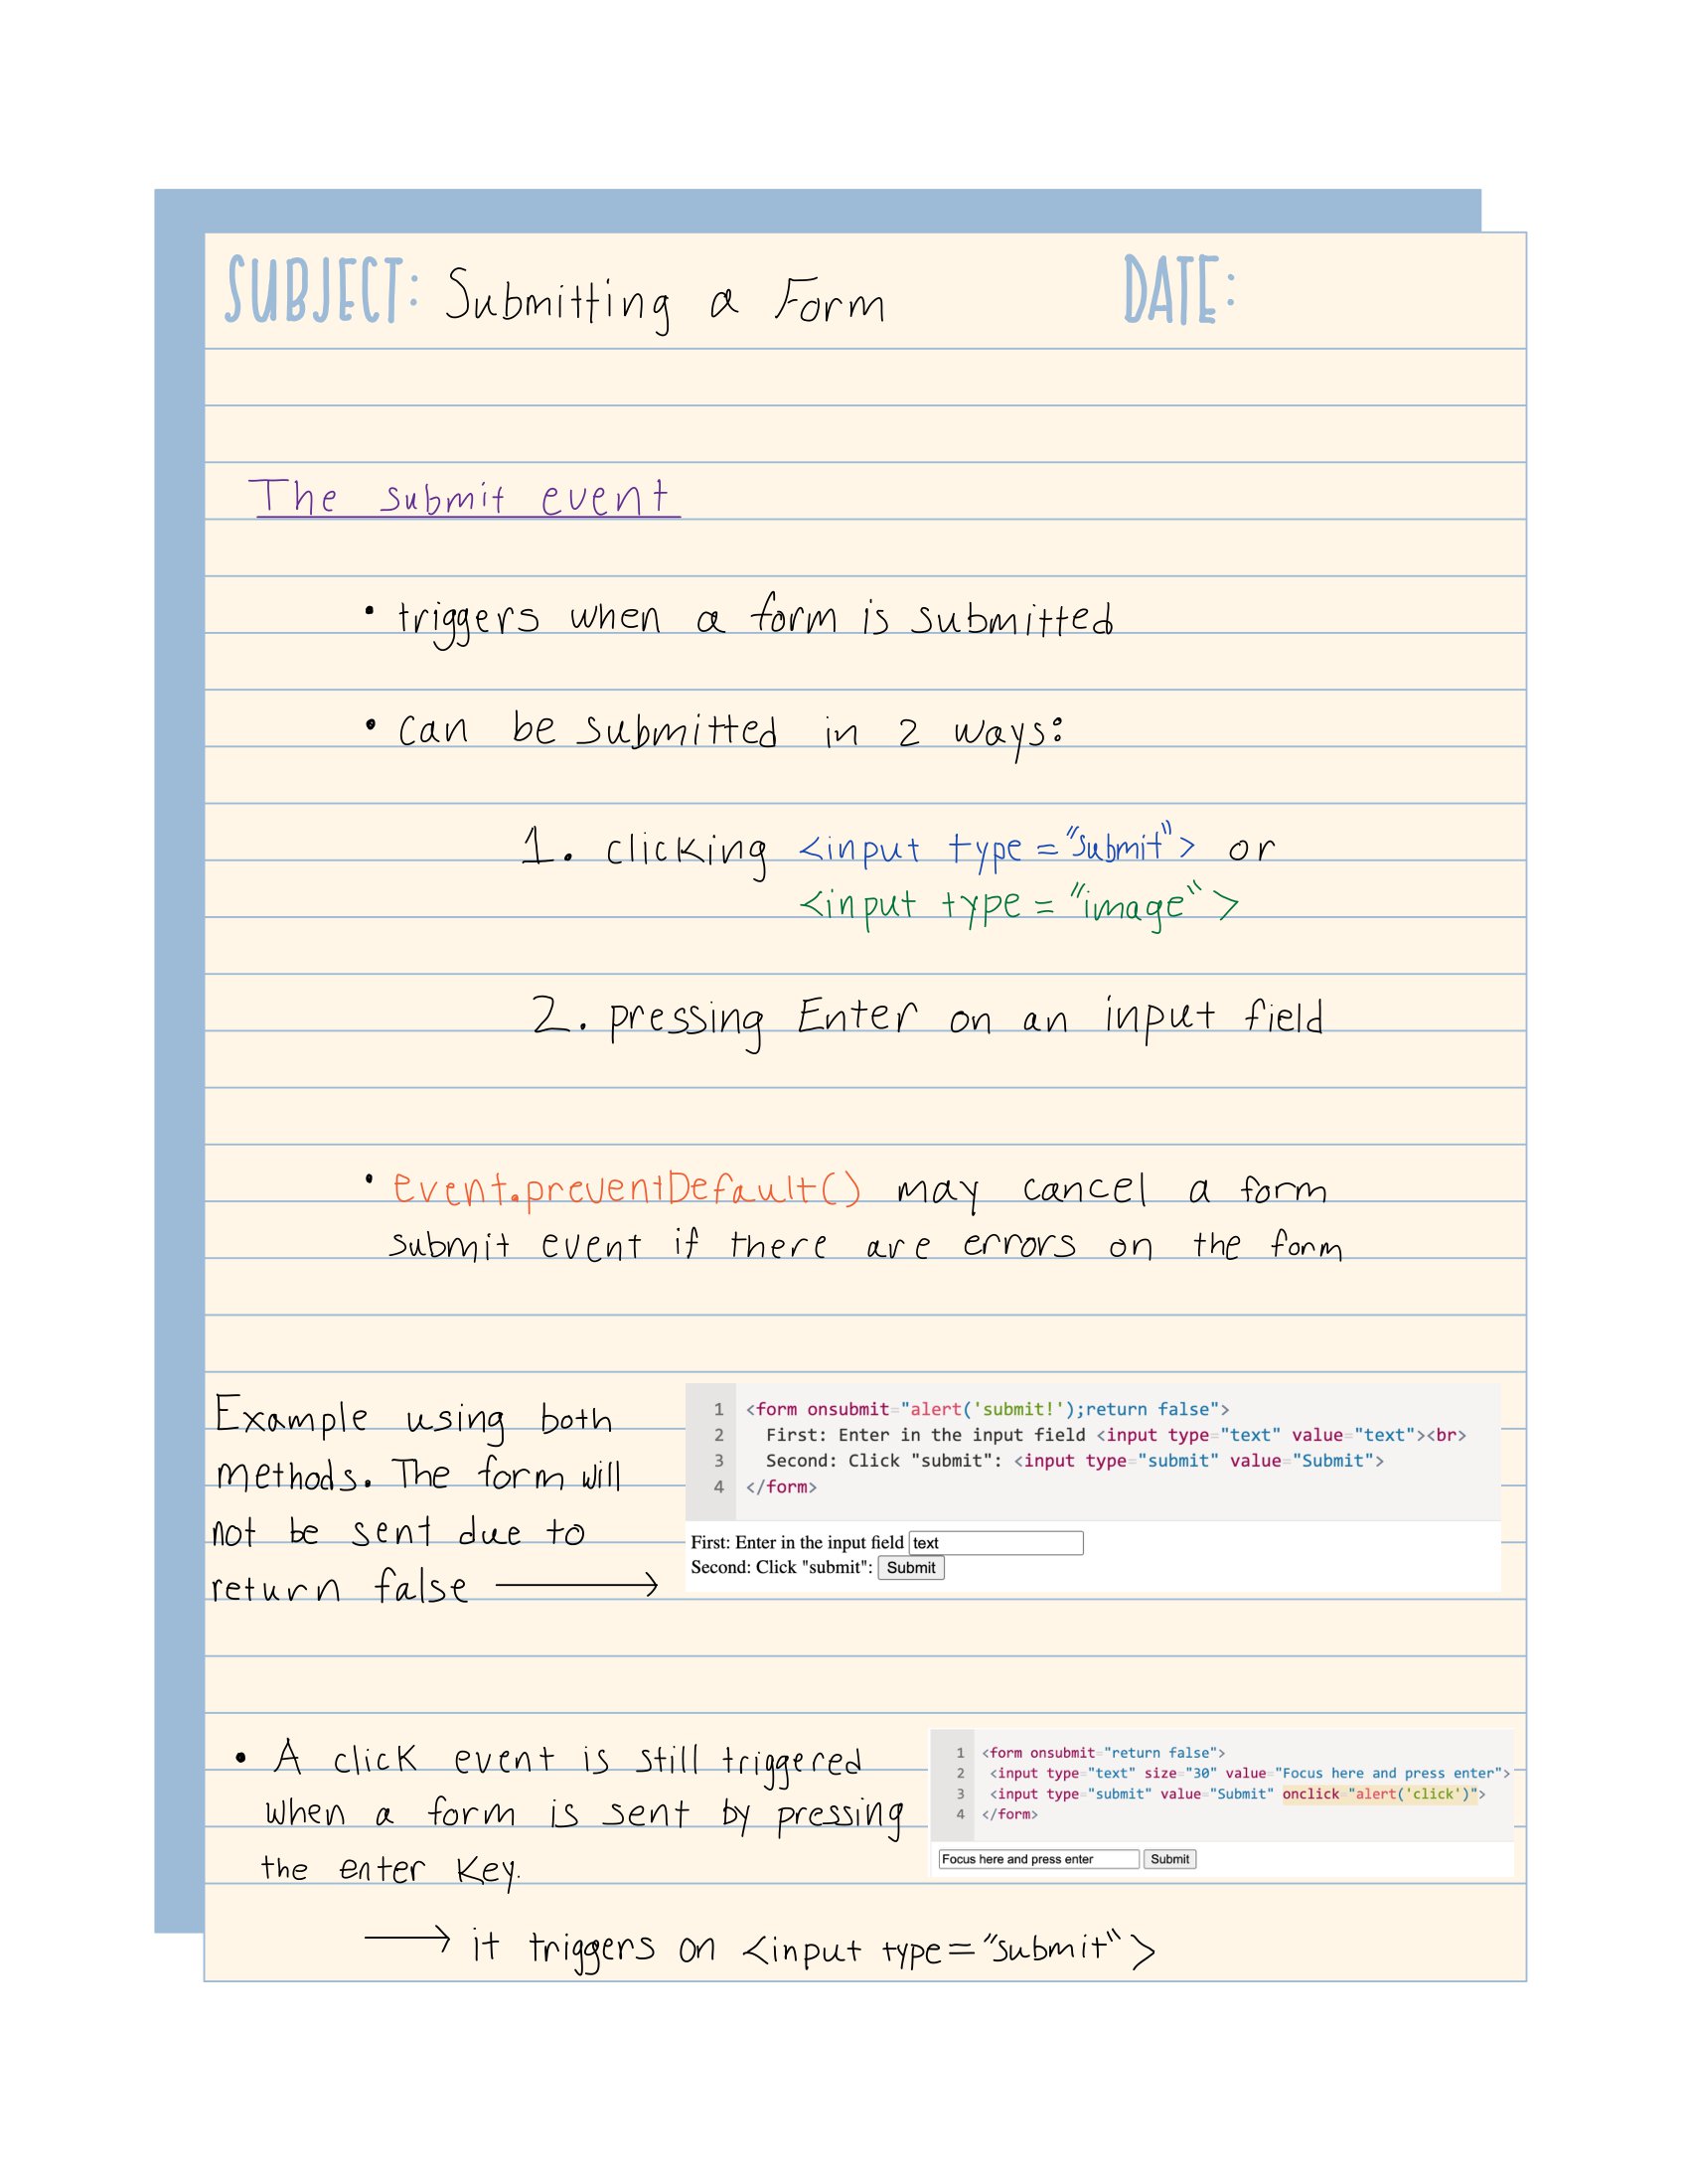 SUBJECT: Submitting a Form DATE:
The submit event
• triggers when a form is submitted
• can be submitted in 2 ways:
1. clicking <input type="submit"> or
<input type="image">
2. pressing Enter on an input field
• event.preventDefault() may cancel a form
submit event if there are errors on the form
Example using both
methods. The form will
not be sent due to
return false →
1 <form onsubmit="alert('submit!');return false">
2 First: Enter in the input field <input type="text" value="text"><br>
3 Second: Click "submit": <input type="submit" value="Submit">
4 </form>
First: Enter in the input field text
Second: Click "submit": Submit
• A click event is still triggered
when a form is sent by pressing
the enter key.
1 <form onsubmit="return false">
2 <input type="text" size="30" value="Focus here and press enter">
3 <input type="submit" value="Submit" onclick="alert('click')">
4 </form>
Focus here and press enter Submit
→ it triggers on <input type="submit">